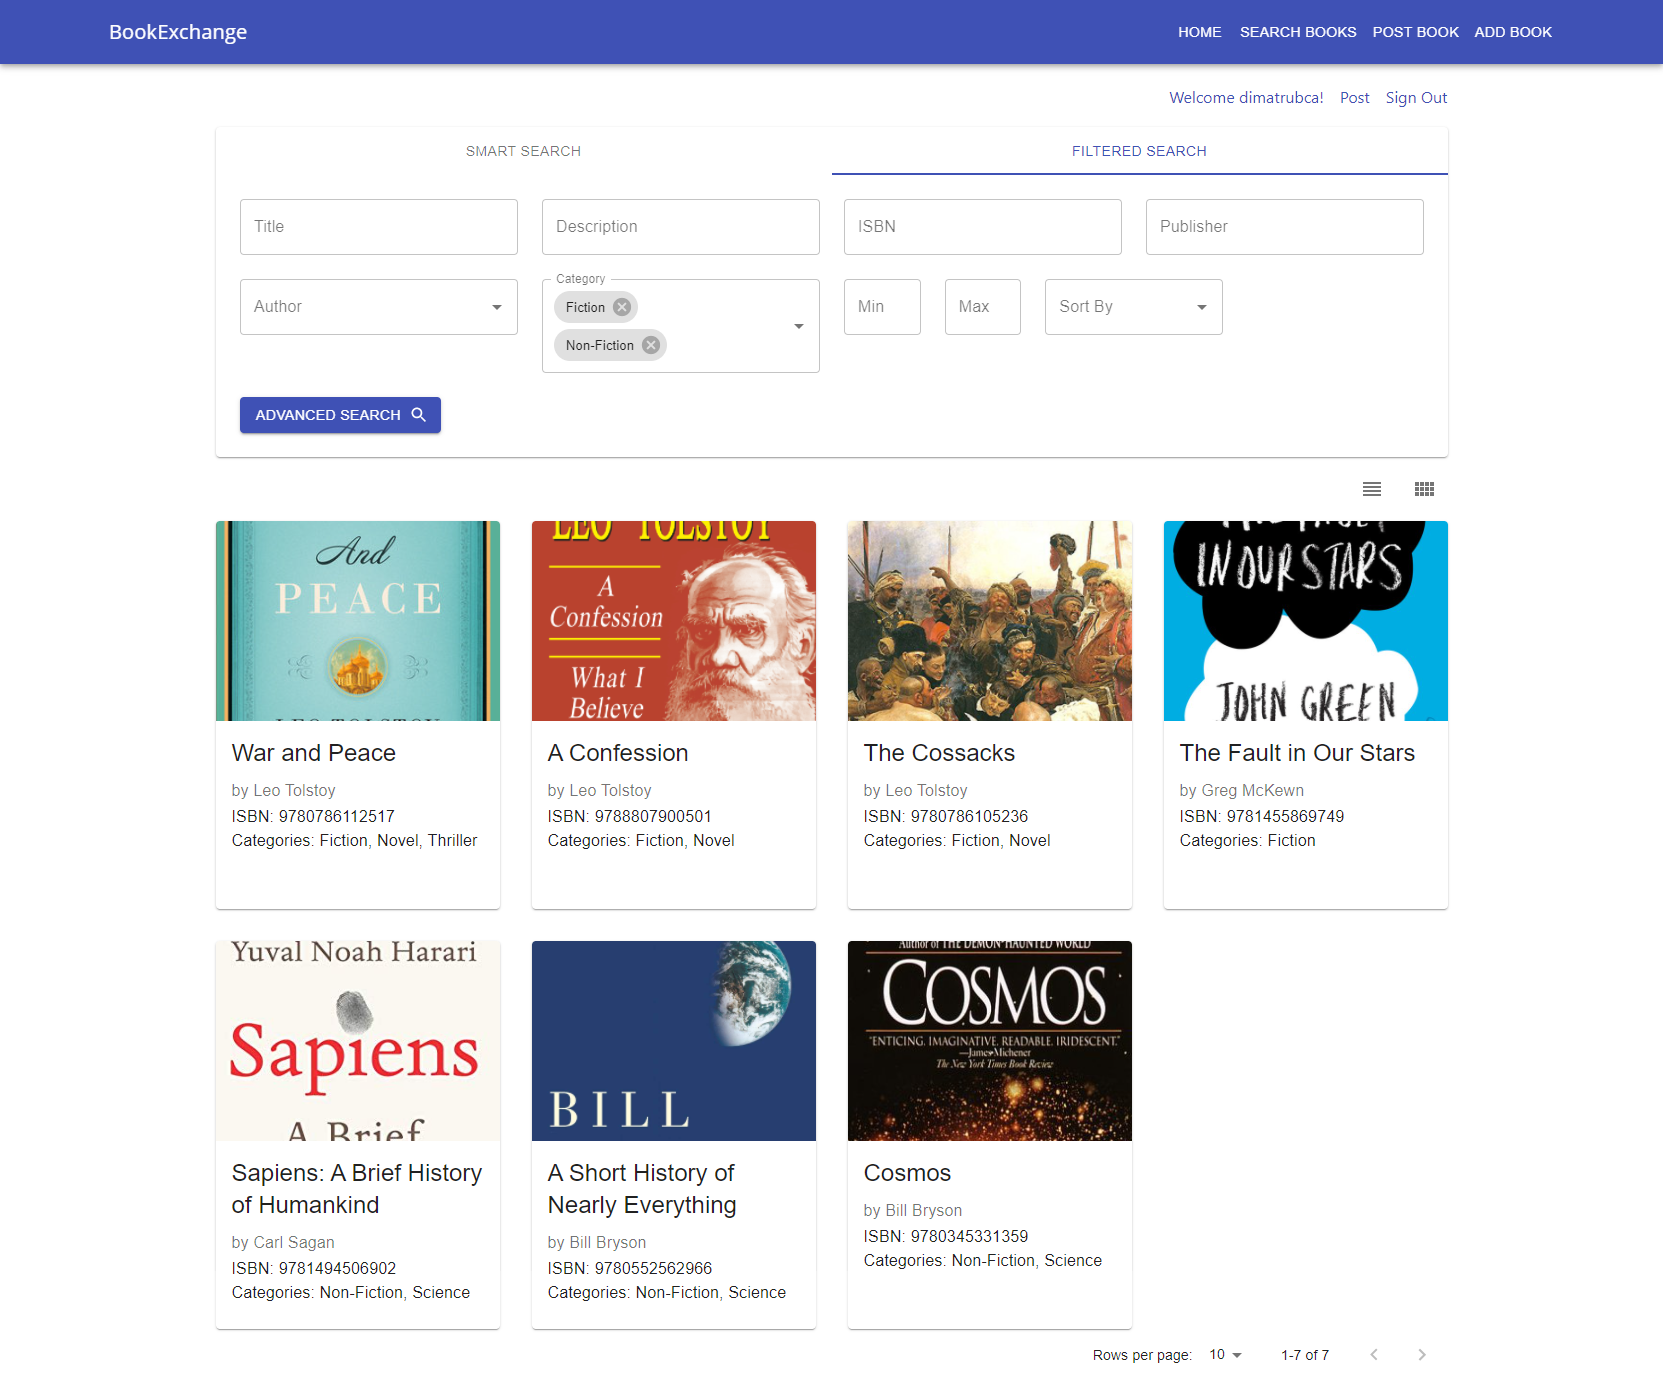 BookExchange
HOME SEARCH BOOKS POST BOOK ADD BOOK
Welcome dimatrubca! Post Sign Out
SMART SEARCH
FILTERED SEARCH
Title
Description
ISBN
Publisher
Author
Category
Fiction
Non-Fiction
Min
Max
Sort By
ADVANCED SEARCH
And
PEACE
LEO TOLSTOY
War and Peace
by Leo Tolstoy
ISBN: 9780786112517
Categories: Fiction, Novel, Thriller
LEO TOLSTOY
A
Confession
What I
Believe
A Confession
by Leo Tolstoy
ISBN: 9788807900501
Categories: Fiction, Novel
The Cossacks
by Leo Tolstoy
ISBN: 9780786105236
Categories: Fiction, Novel
THE FAULT
IN OUR STARS
JOHN GREEN
The Fault in Our Stars
by Greg McKewn
ISBN: 9781455869749
Categories: Fiction
Yuval Noah Harari
Sapiens
A Brief
Sapiens: A Brief History
of Humankind
by Carl Sagan
ISBN: 9781494506902
Categories: Non-Fiction, Science
BILL
A Short History of
Nearly Everything
by Bill Bryson
ISBN: 9780552562966
Categories: Non-Fiction, Science
Author of THE DEMON-HAUNTED WORLD
COSMOS
"ENTICING, IMAGINATIVE, READABLE, IRIDESCENT."
—James Michener
The New York Times Book Review
Cosmos
by Bill Bryson
ISBN: 9780345331359
Categories: Non-Fiction, Science
Rows per page: 10 1-7 of 7